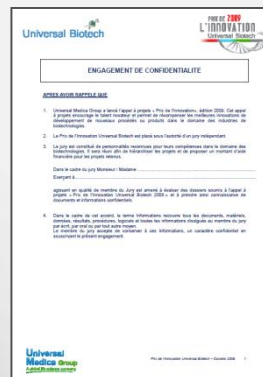 Universal Biotech
PRIX DE 2009
L'INNOVATION
Universal Biotech
ENGAGEMENT DE CONFIDENTIALITE
APRES AVOIR RAPPELE QUE
1. Universal Medica Group a lancé l'appel à projets « Prix de l'Innovation», édition 2009. Cet appel
à projets encourage le talent novateur et permet de récompenser les meilleures innovations de
développement de nouveaux procédés ou produits dans le domaine des industries de
biotechnologies.
2. Le Prix de l'Innovation Universal Biotech est placé sous l'autorité d'un jury indépendant.
3. Le jury est constitué de personnalités reconnues pour leurs compétences dans le domaine des
biotechnologies. Il sera réuni afin de hiérarchiser les projets et de proposer un montant d'aide
financière pour les projets retenus.
Dans le cadre du jury Monsieur / Madame
Exerçant à
agissant en qualité de membre du Jury est amené à évaluer des dossiers soumis à l'appel à
projets « Prix de l'Innovation Universal Biotech 2009 » et à prendre ainsi connaissance de
documents et informations confidentiels.
4. Dans le cadre de cet accord, le terme Informations recouvre tous les documents, matériels,
données, résultats, procédures, logiciels et toutes les informations divulguées au membre du jury
par écrit, par oral ou par tout autre moyen.
Le membre du jury accepte de conserver à ces informations, un caractère confidentiel en
souscrivant le présent engagement.
Universal
Medica Group
Prix de l'Innovation Universal Biotech – 2009 1